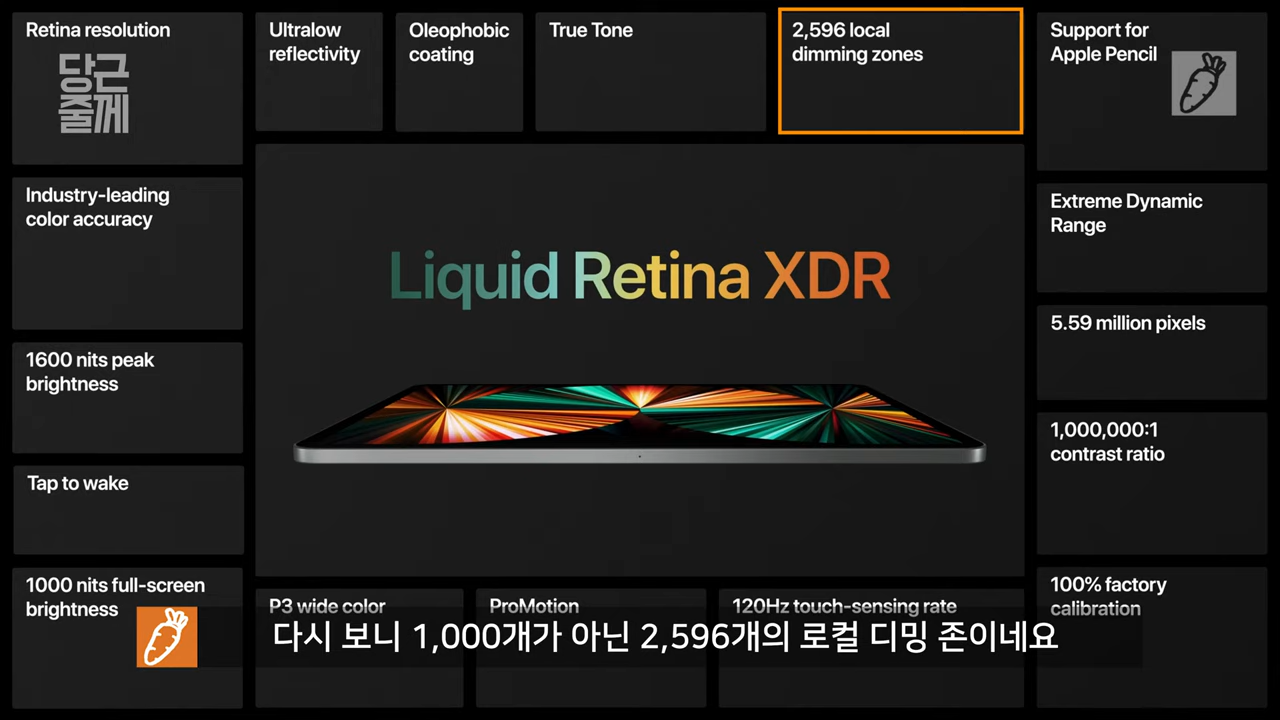 Retina resolution
당근
줄께
Ultralow
reflectivity
Oleophobic
coating
True Tone
2,596 local
dimming zones
Support for
Apple Pencil
Industry-leading
color accuracy
Extreme Dynamic
Range
Liquid Retina XDR
5.59 million pixels
1600 nits peak
brightness
1,000,000:1
contrast ratio
Tap to wake
1000 nits full-screen
brightness
P3 wide color
ProMotion
120Hz touch-sensing rate
100% factory
calibration
다시 보니 1,000개가 아닌 2,596개의 로컬 디밍 존이네요